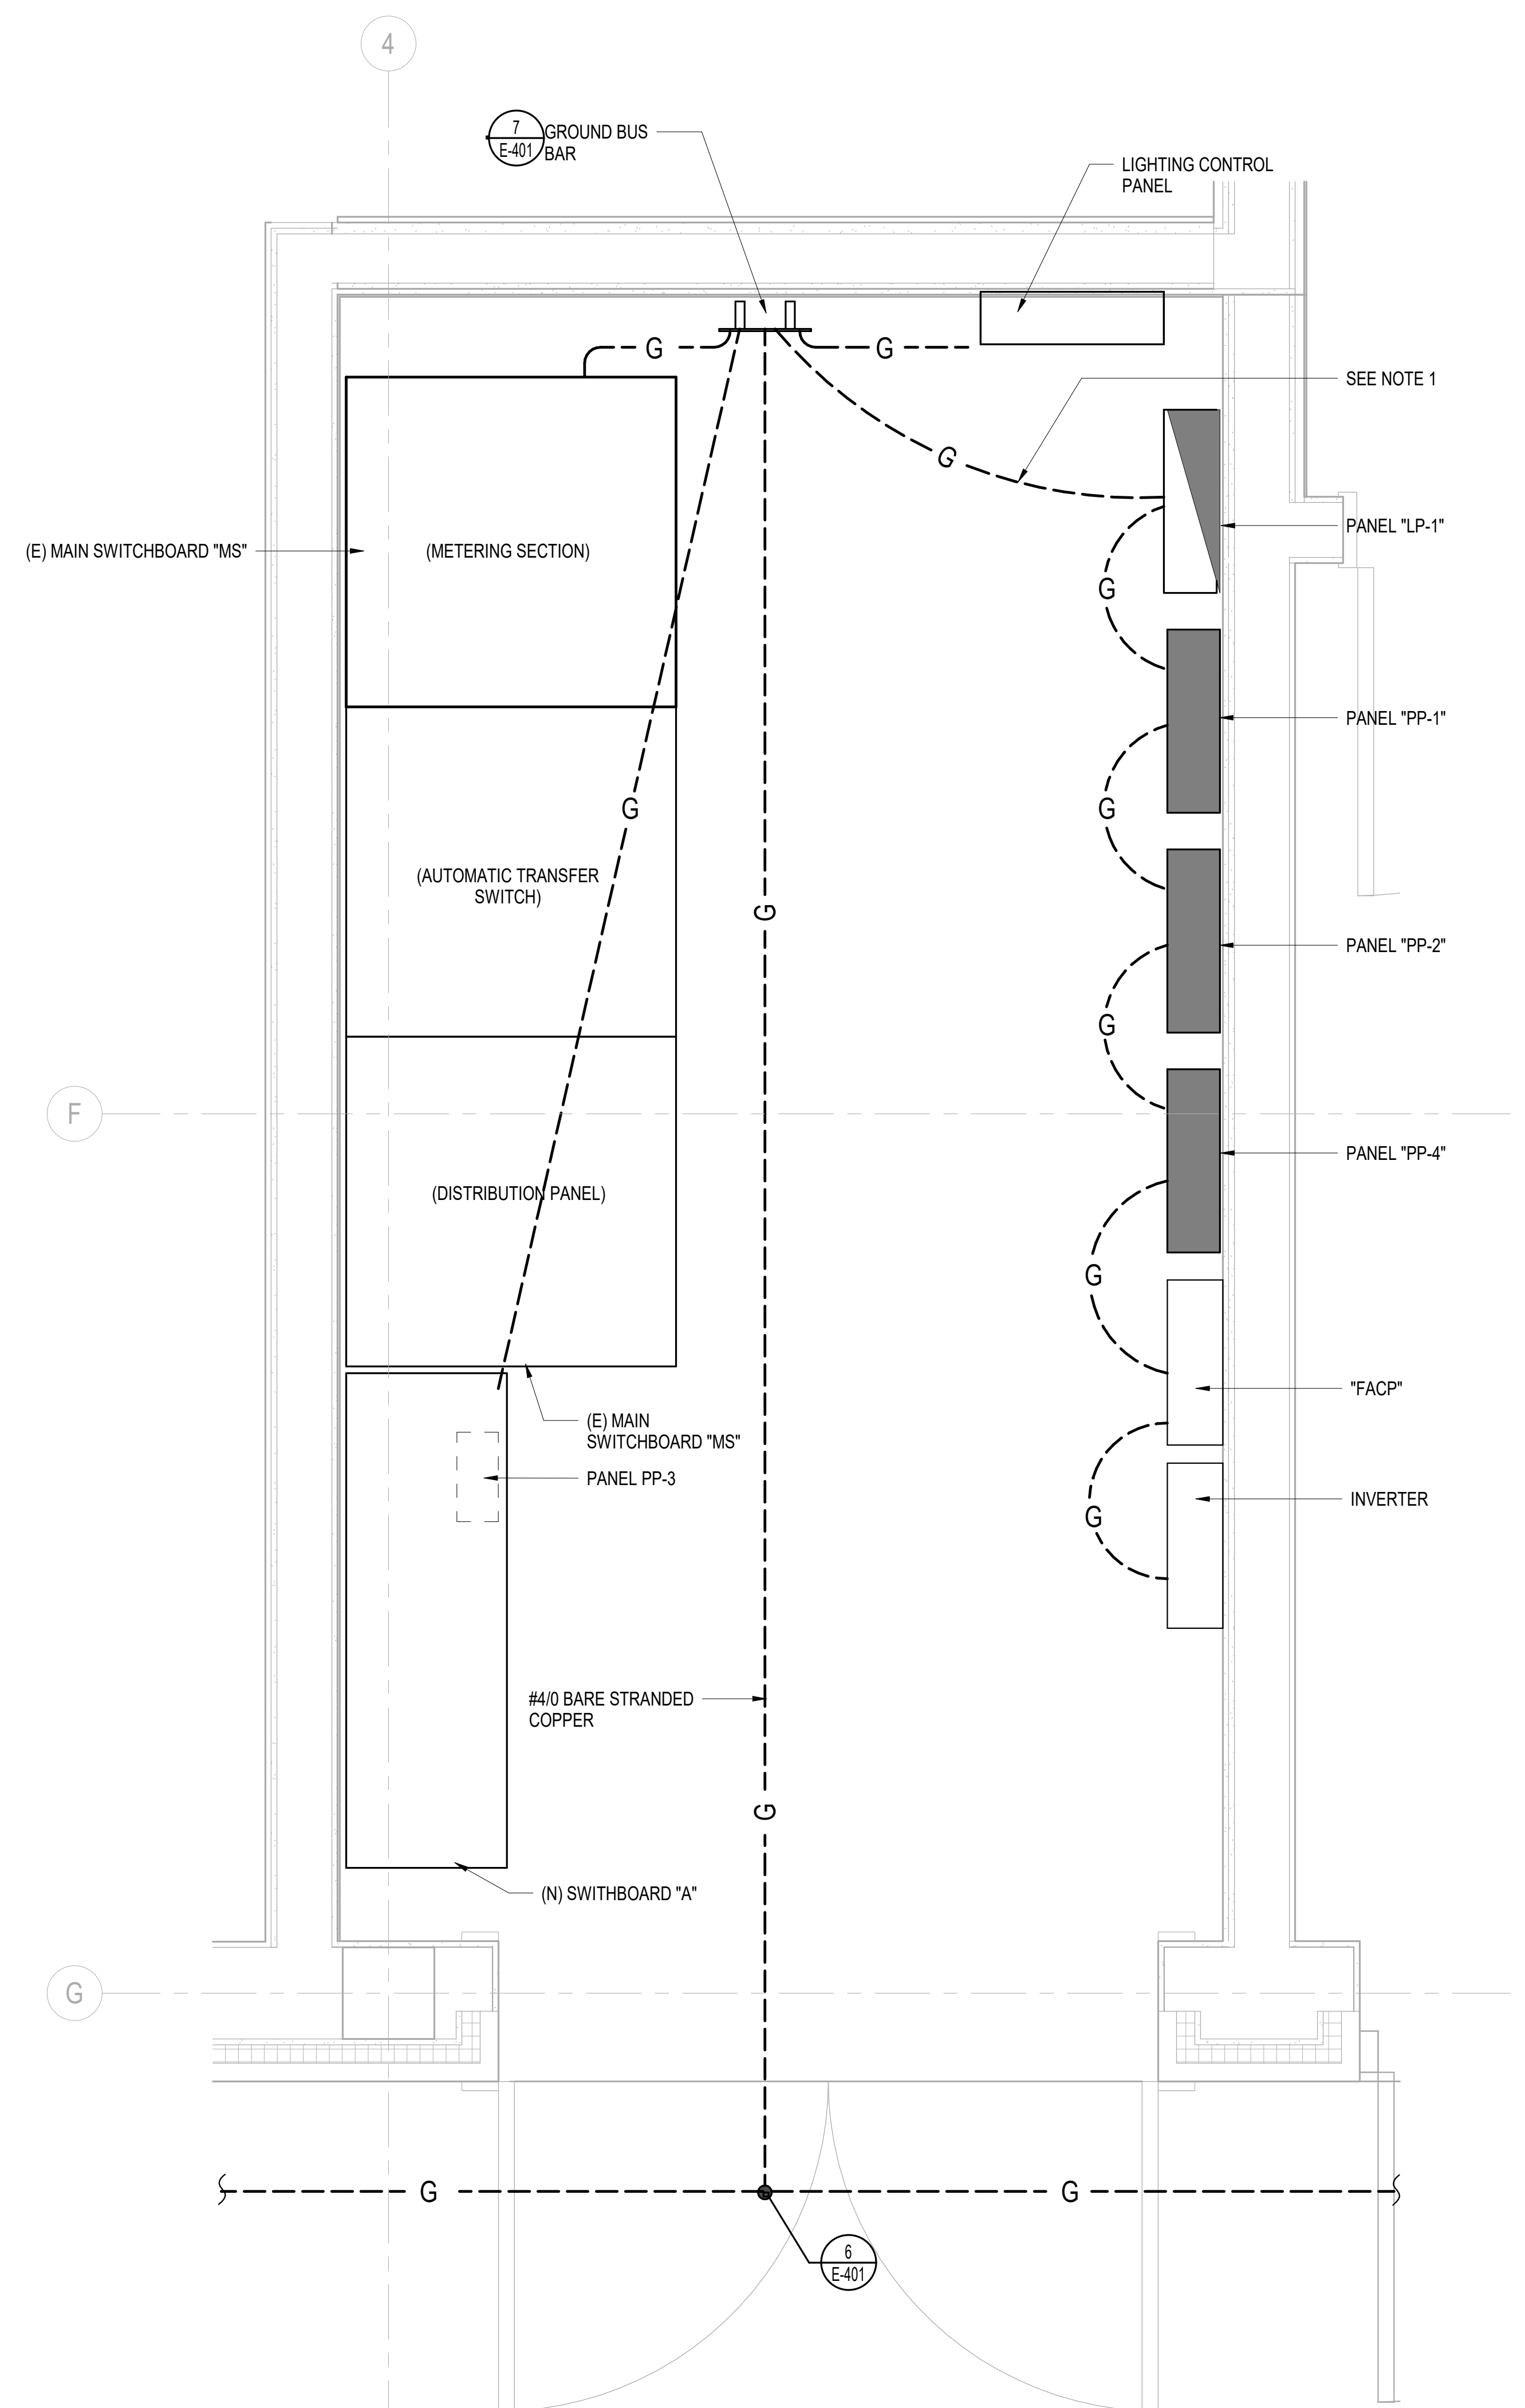 4
7
E-401
GROUND BUS
BAR
LIGHTING CONTROL
PANEL
G
G
SEE NOTE 1
G
PANEL "LP-1"
(E) MAIN SWITCHBOARD "MS"
(METERING SECTION)
G
PANEL "PP-1"
G
G
(AUTOMATIC TRANSFER
SWITCH)
G
PANEL "PP-2"
G
F
PANEL "PP-4"
(DISTRIBUTION PANEL)
G
"FACP"
(E) MAIN
SWITCHBOARD "MS"
PANEL PP-3
INVERTER
G
#4/0 BARE STRANDED
COPPER
G
(N) SWITHBOARD "A"
G
G
G
6
E-401